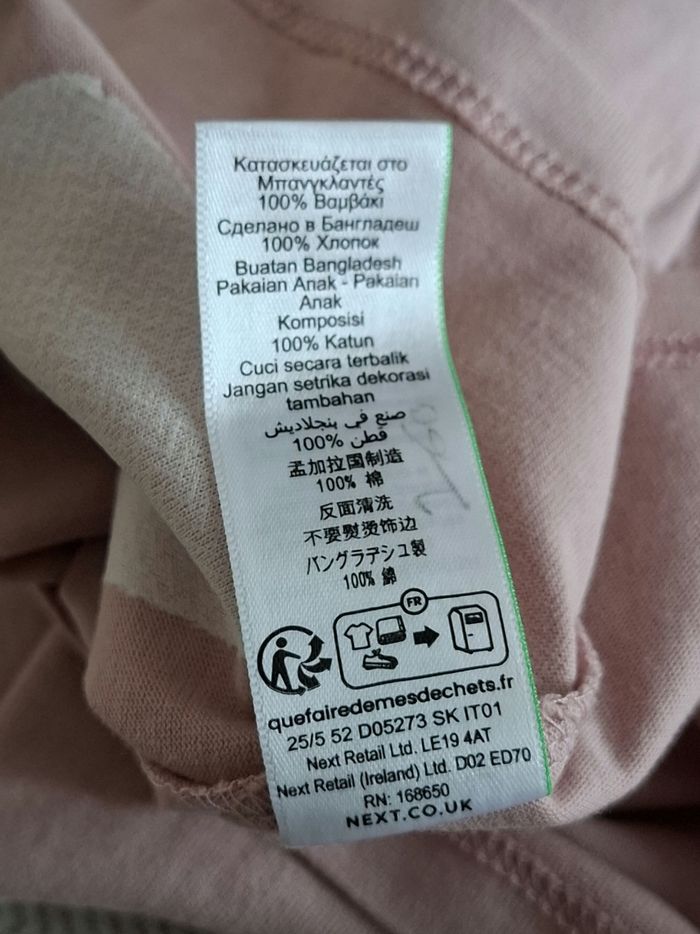 Κατασκευάζεται στο
Μπανγκλαντές
100% Βαμβάκι
Сделано в Бангладеш
100% Хлопок
Buatan Bangladesh
Pakaian Anak - Pakaian
Anak
Komposisi
100% Katun
Cuci secara terbalik
Jangan setrika dekorasi
tambahan
صنع في بنجلاديش
قطن %100
孟加拉国制造
100% 棉
反面清洗
不要熨烫饰边
バングラデシュ製
100% 綿
FR
quefairedemesdechets.fr
25/5 52 D05273 SK IT01
Next Retail Ltd. LE19 4AT
Next Retail (Ireland) Ltd. D02 ED70
RN: 168650
NEXT.CO.UK